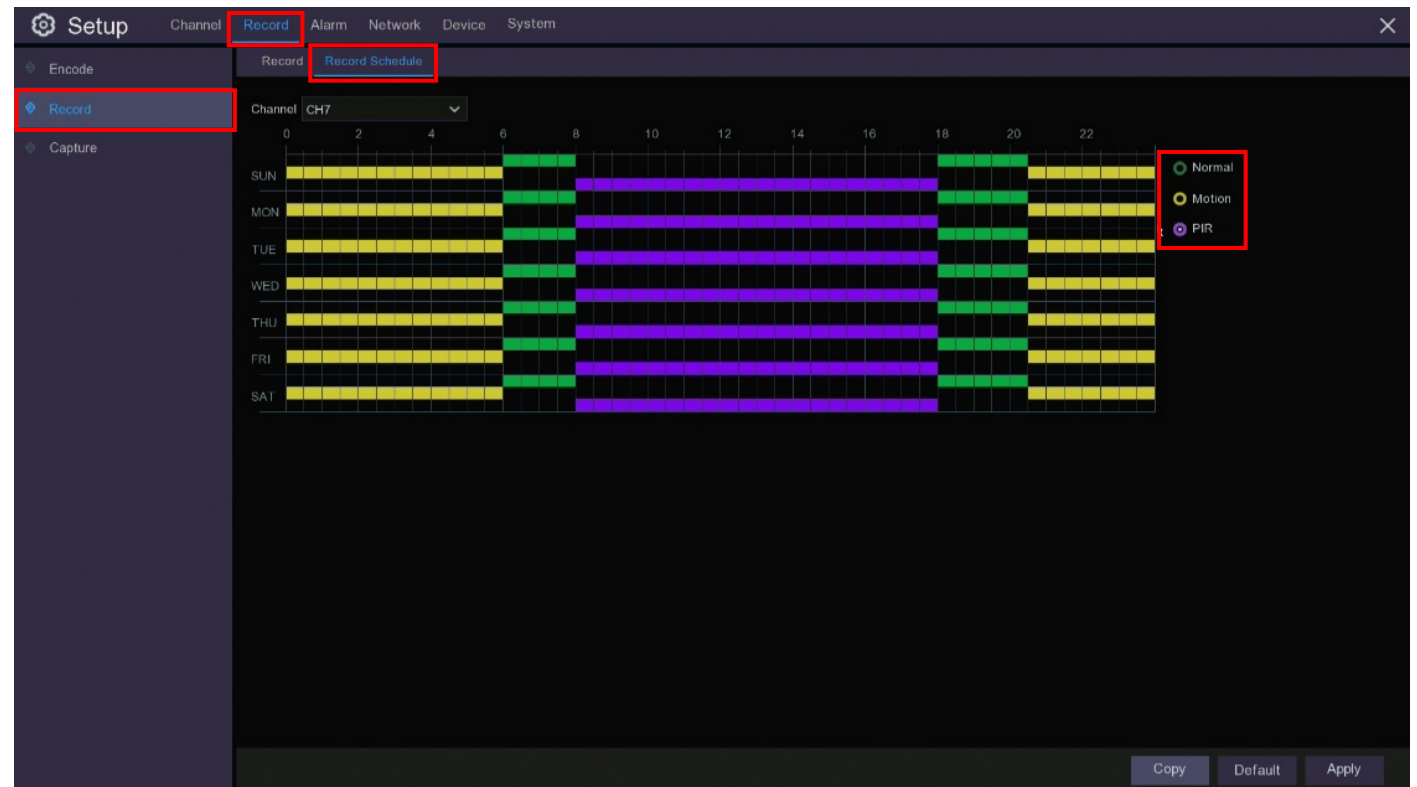 Setup Channel Record Alarm Network Device System
Encode
Record
Capture
Record Record Schedule
Channel CH7
0 2 4 6 8 10 12 14 16 18 20 22
SUN
MON
TUE
WED
THU
FRI
SAT
Normal
Motion
PIR
Copy Default Apply